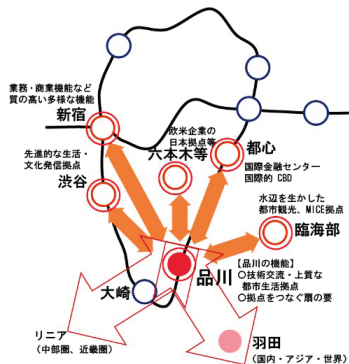 業務・商業機能など
質の高い多様な機能
新宿
欧米企業の
日本拠点等
六本木等
都心
国際金融センター
国際的 CBD
先進的な生活・
文化発信拠点
渋谷
水辺を生かした
都市観光、MICE拠点
臨海部
品川
【品川の機能】
○技術交流・上質な
都市生活拠点
○拠点をつなぐ扇の要
大崎
リニア
(中部圏、近畿圏)
羽田
(国内・アジア・世界)